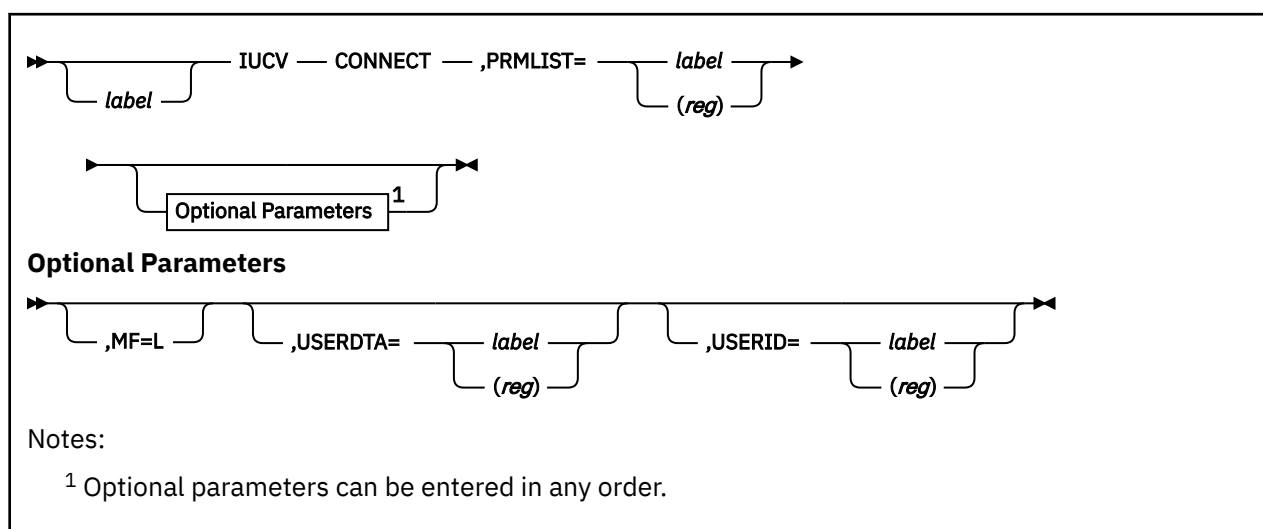 IUCV CONNECT ,PRMLIST= label
label (reg)
Optional Parameters 1
Optional Parameters
,MF=L ,USERDTA= label ,USERID= label
(reg) (reg)
Notes:
1 Optional parameters can be entered in any order.